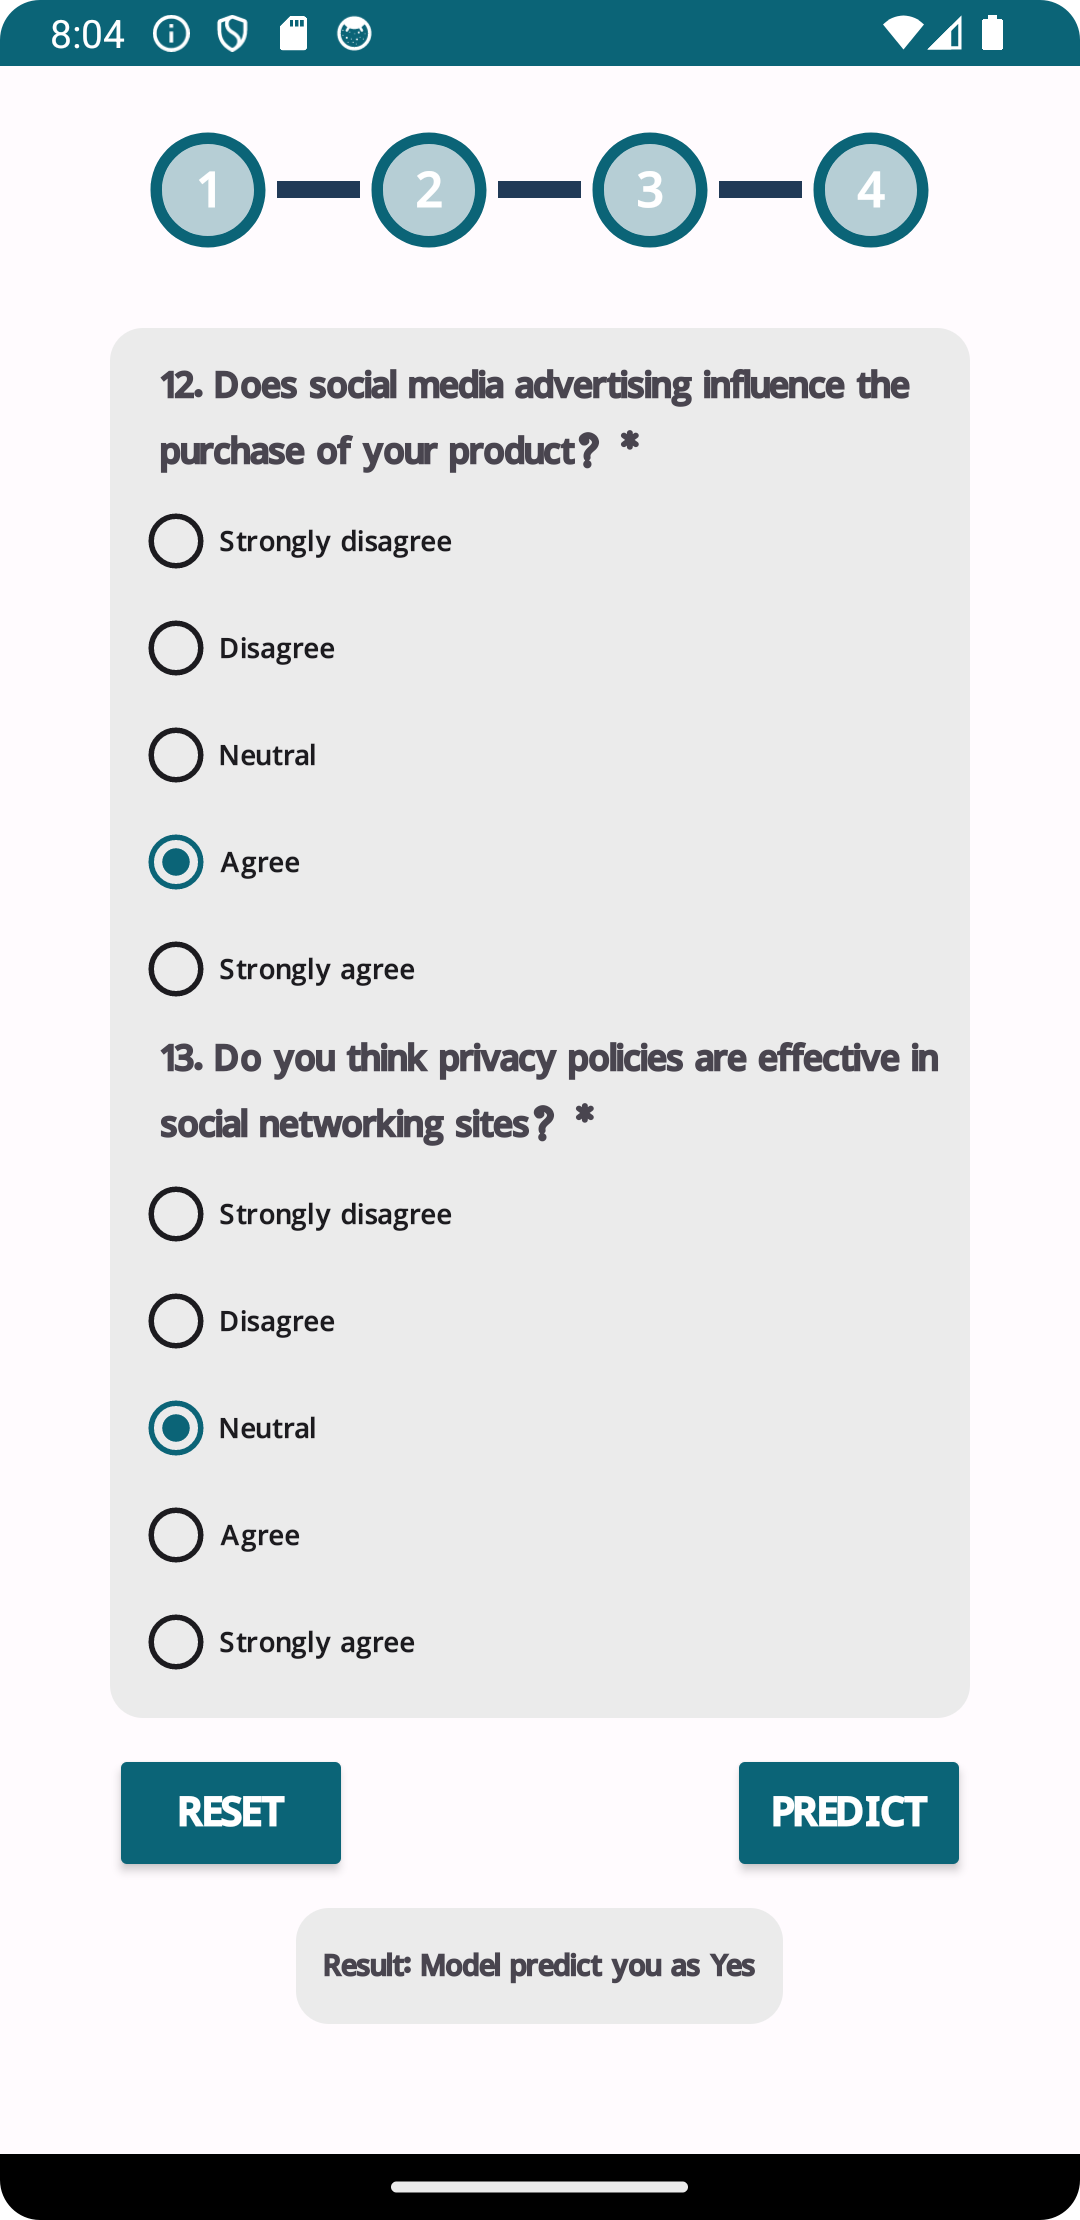 8:04
1 2 3 4
12. Does social media advertising influence the
purchase of your product? *
Strongly disagree
Disagree
Neutral
Agree
Strongly agree
13. Do you think privacy policies are effective in
social networking sites? *
Strongly disagree
Disagree
Neutral
Agree
Strongly agree
RESET PREDICT
Result: Model predict you as Yes